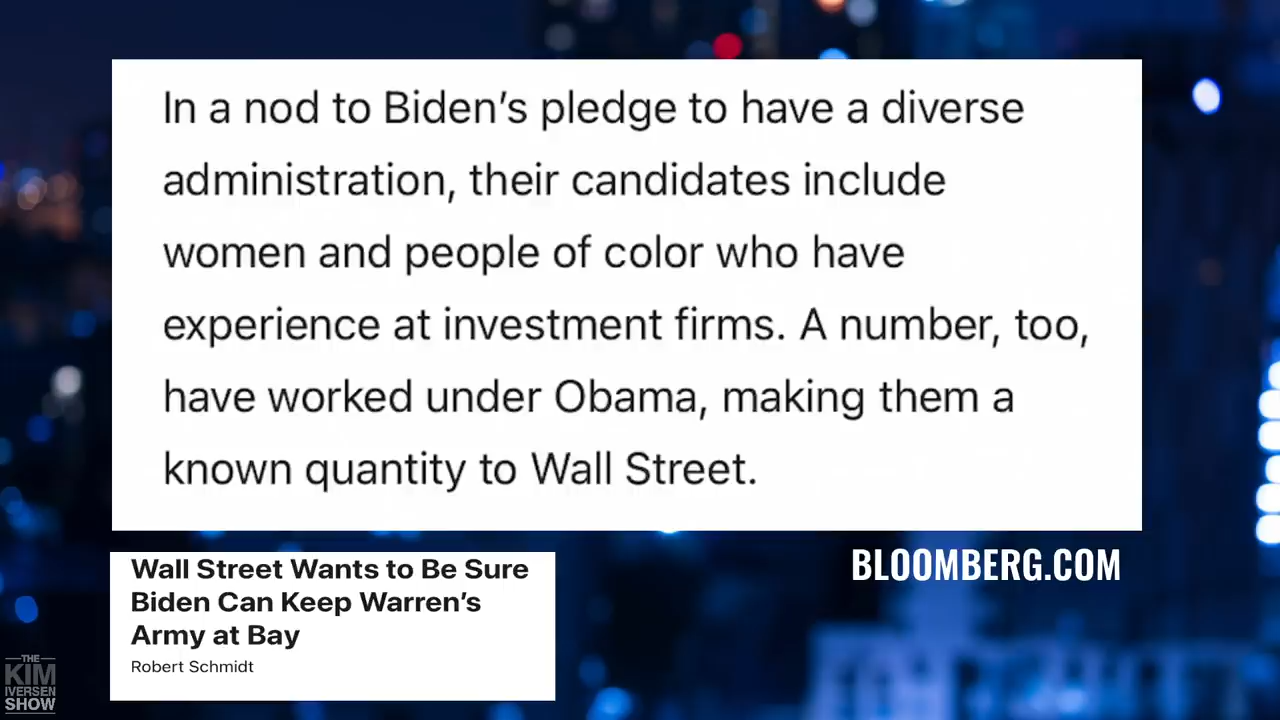 In a nod to Biden’s pledge to have a diverse
administration, their candidates include
women and people of color who have
experience at investment firms. A number, too,
have worked under Obama, making them a
known quantity to Wall Street.
BLOOMBERG.COM
Wall Street Wants to Be Sure
Biden Can Keep Warren’s
Army at Bay
Robert Schmidt
THE
KIM
IVERSEN
SHOW